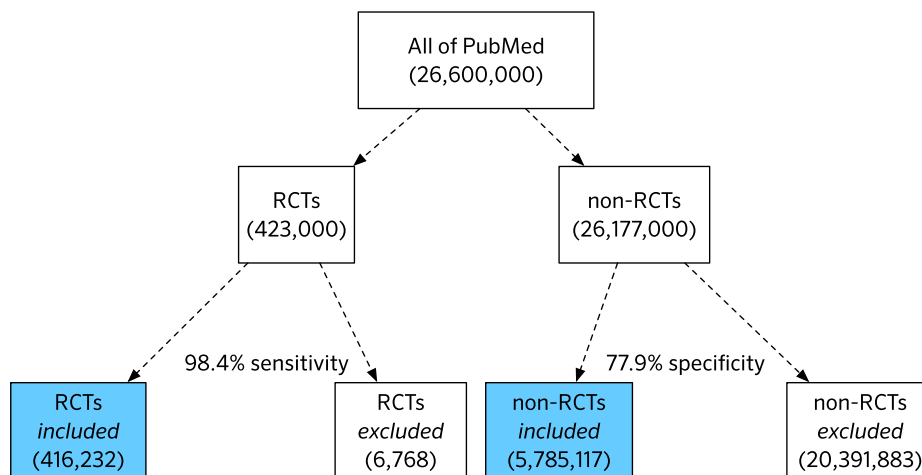 All of PubMed
(26,600,000)
RCTs
(423,000)
non-RCTs
(26,177,000)
98.4% sensitivity
77.9% specificity
RCTs
included
(416,232)
RCTs
excluded
(6,768)
non-RCTs
included
(5,785,117)
non-RCTs
excluded
(20,391,883)